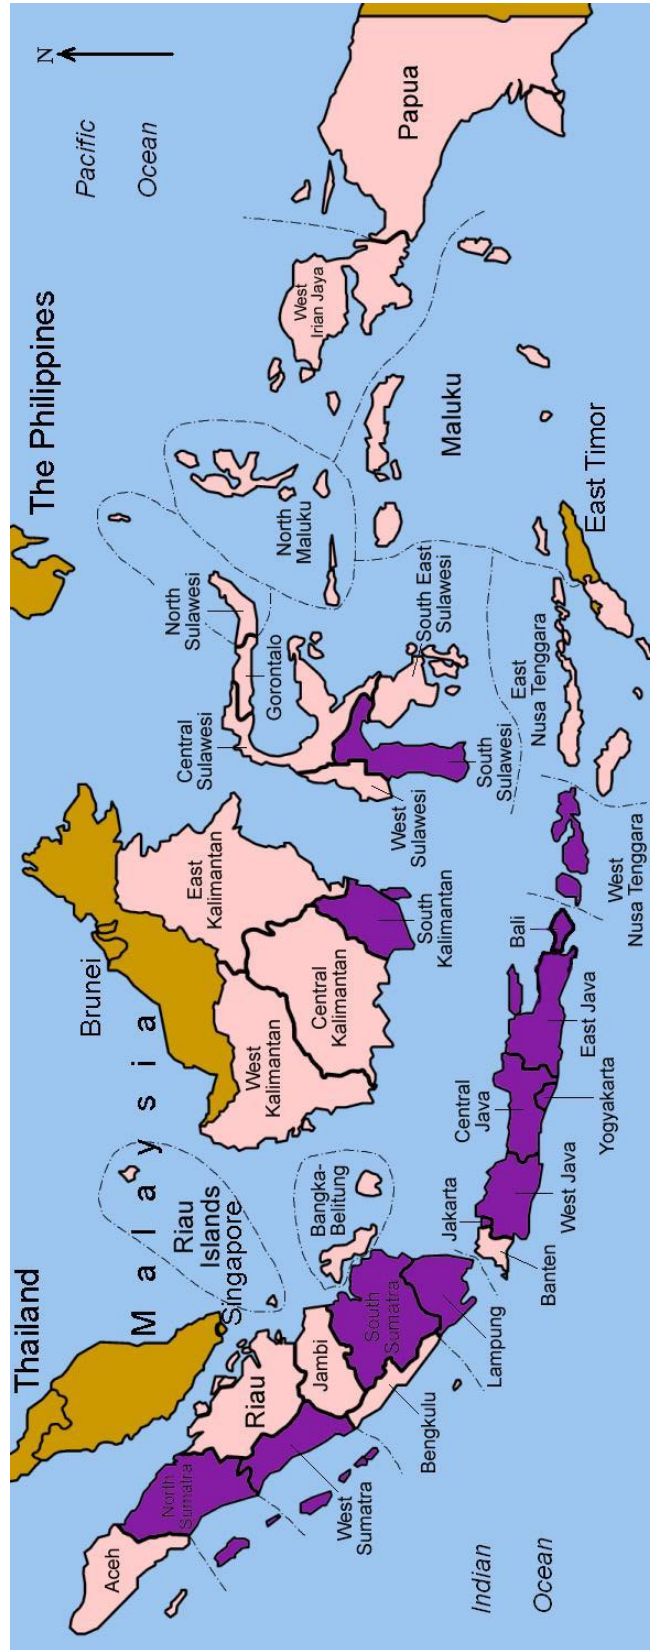 Thailand
The Philippines
N
Pacific
Ocean
Malaysia
Brunei
Singapore
Riau
Islands
Aceh
North
Sumatra
Riau
West
Sumatra
Jambi
Bengkulu
South
Sumatra
Lampung
Bangka-
Belitung
Banten
Jakarta
West Java
Central
Java
Yogyakarta
East Java
Bali
West
Nusa Tenggara
East
Nusa Tenggara
East Timor
West
Kalimantan
Central
Kalimantan
East
Kalimantan
South
Kalimantan
Central
Sulawesi
North
Sulawesi
Gorontalo
West
Sulawesi
South
Sulawesi
South East
Sulawesi
North
Maluku
Maluku
West
Irian Jaya
Papua
Indian
Ocean